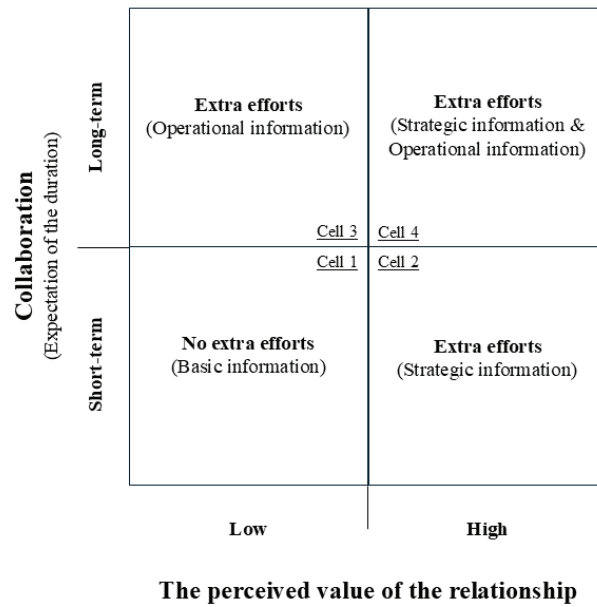 Collaboration
(Expectation of the duration)
Long-term
Short-term
Extra efforts
(Operational information)
Extra efforts
(Strategic information &
Operational information)
Cell 3
Cell 4
Cell 1
Cell 2
No extra efforts
(Basic information)
Extra efforts
(Strategic information)
Low
High
The perceived value of the relationship